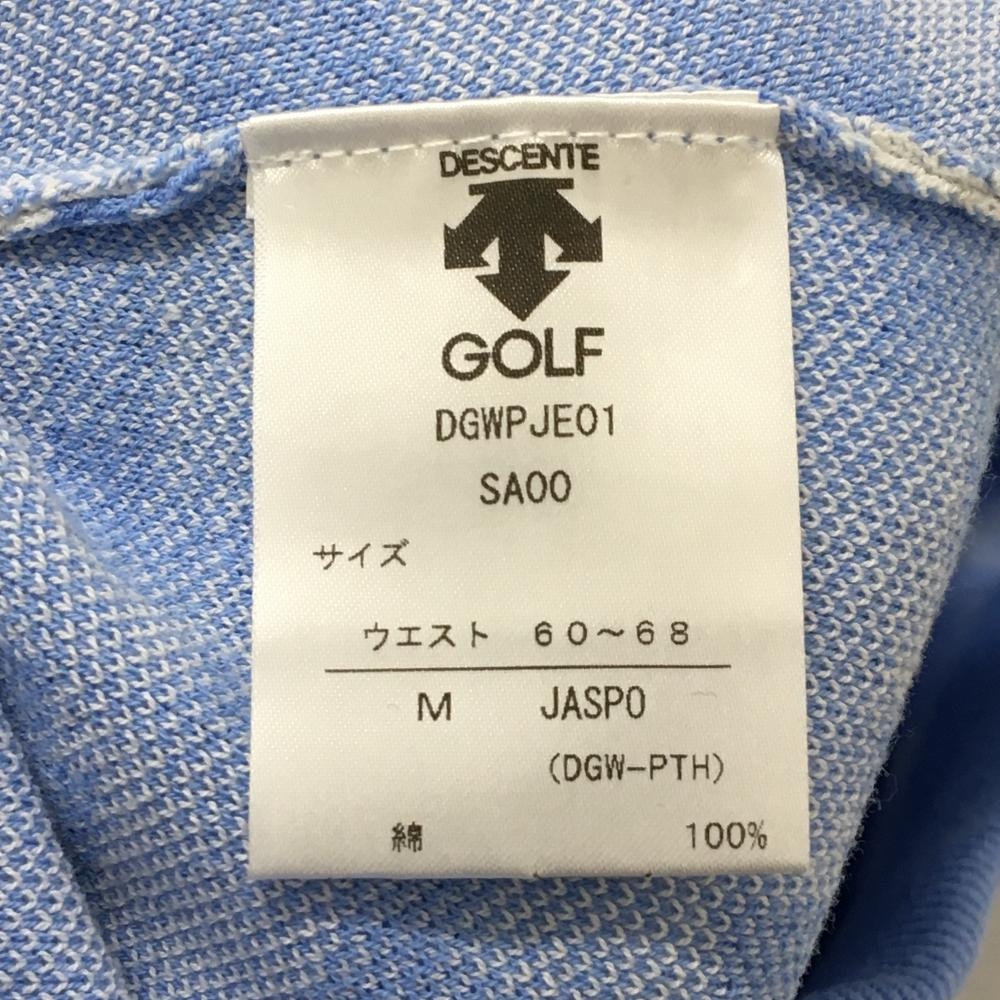 DESCENTE
GOLF
DGWPJE01
SA00
サイズ
ウエスト 60〜68
M JASPO
(DGW-PTH)
綿 100%